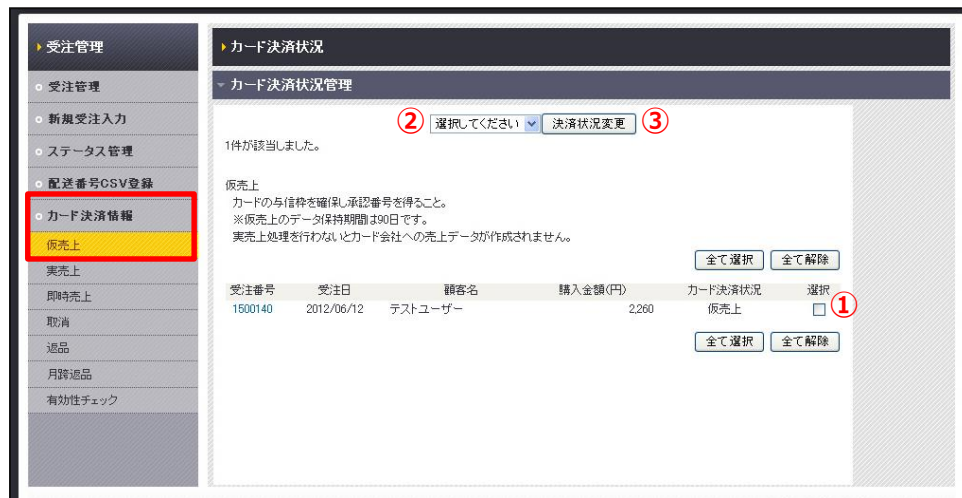 受注管理
受注管理
新規受注入力
ステータス管理
配送番号CSV登録
カード決済情報
仮売上
実売上
即時売上
取消
返品
月跨返品
有効性チェック
カード決済状況
カード決済状況管理
② 選択してください 決済状況変更 ③
1件が該当しました。
仮売上
カードの与信枠を確保し承認番号を得ること。
※仮売上のデータ保持期間は90日です。
実売上処理を行わないとカード会社への売上データが作成されません。
全て選択 全て解除
受注番号 受注日 顧客名 購入金額(円) カード決済状況 選択
1500140 2012/06/12 テストユーザー 2,260 仮売上 ①
全て選択 全て解除